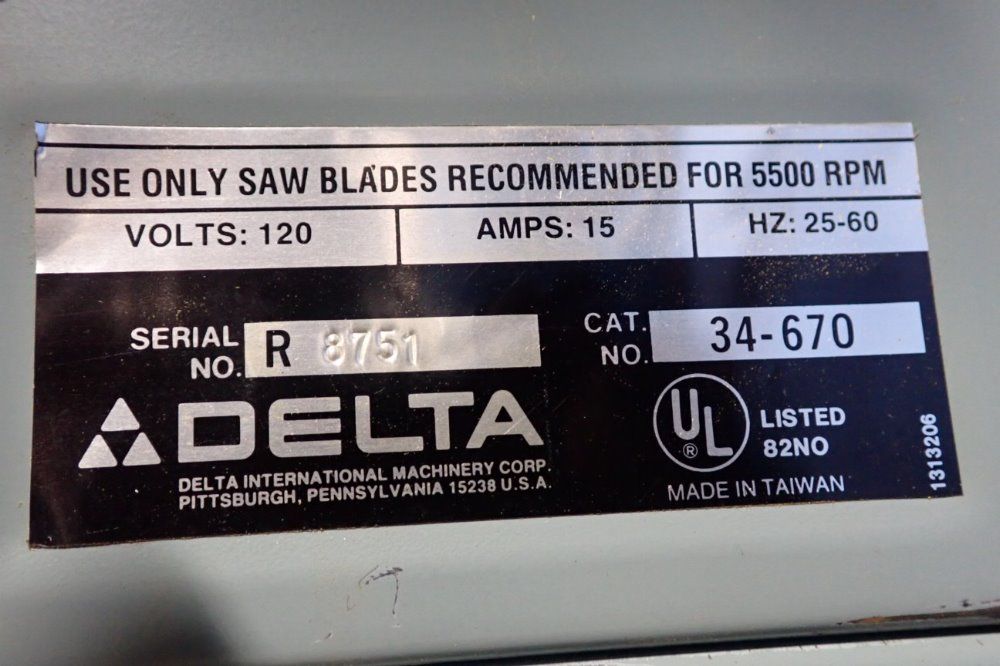 USE ONLY SAW BLADES RECOMMENDED FOR 5500 RPM
VOLTS: 120 AMPS: 15 HZ: 25-60
SERIAL NO. R 8751
CAT. NO. 34-670
DELTA
DELTA INTERNATIONAL MACHINERY CORP.
PITTSBURGH, PENNSYLVANIA 15238 U.S.A.
UL ®
LISTED
82NO
MADE IN TAIWAN
1313206